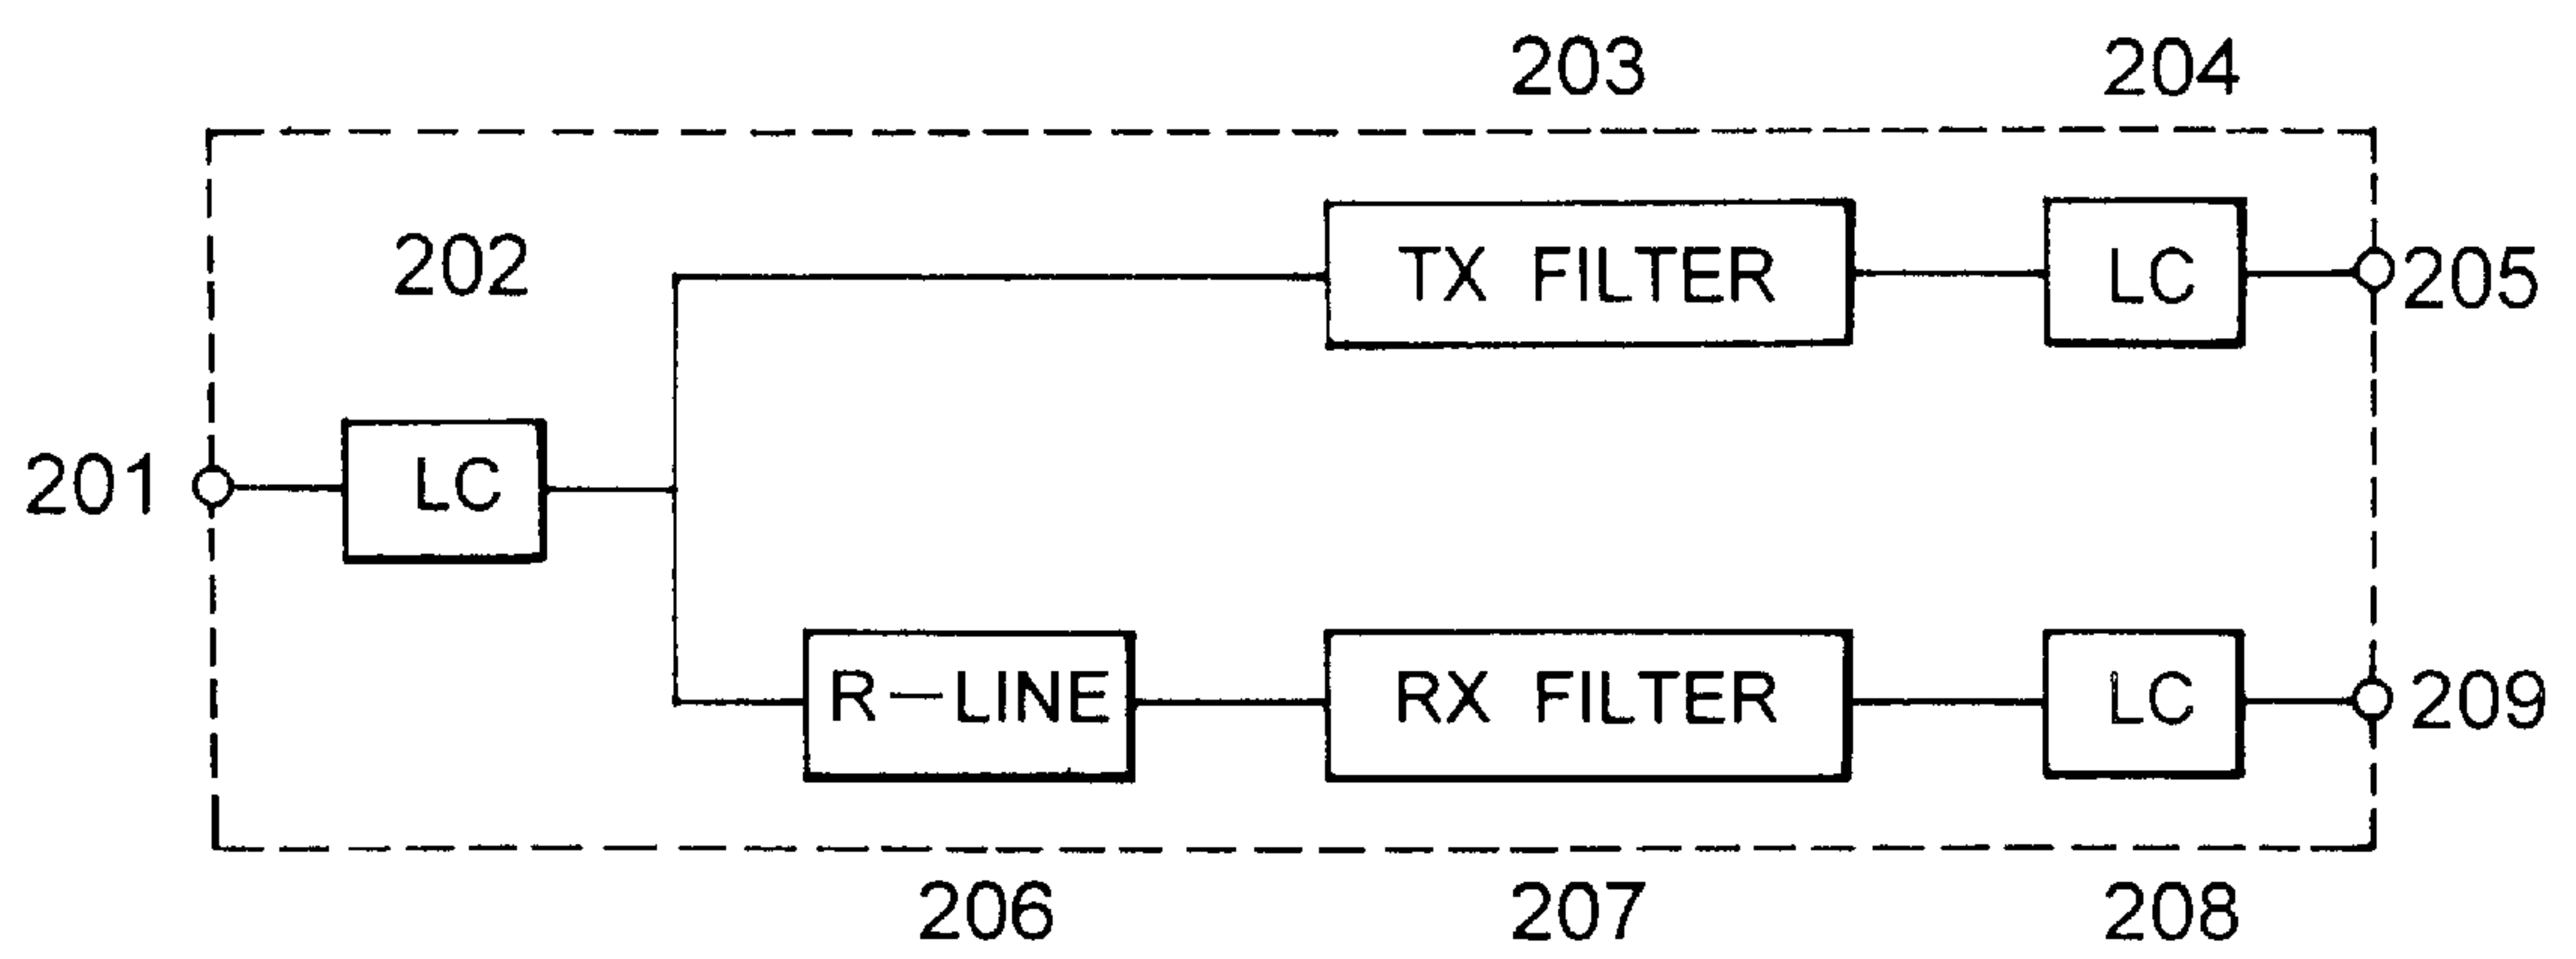 203 204
202
TX FILTER LC 205
201 LC
R-LINE RX FILTER LC 209
206 207 208